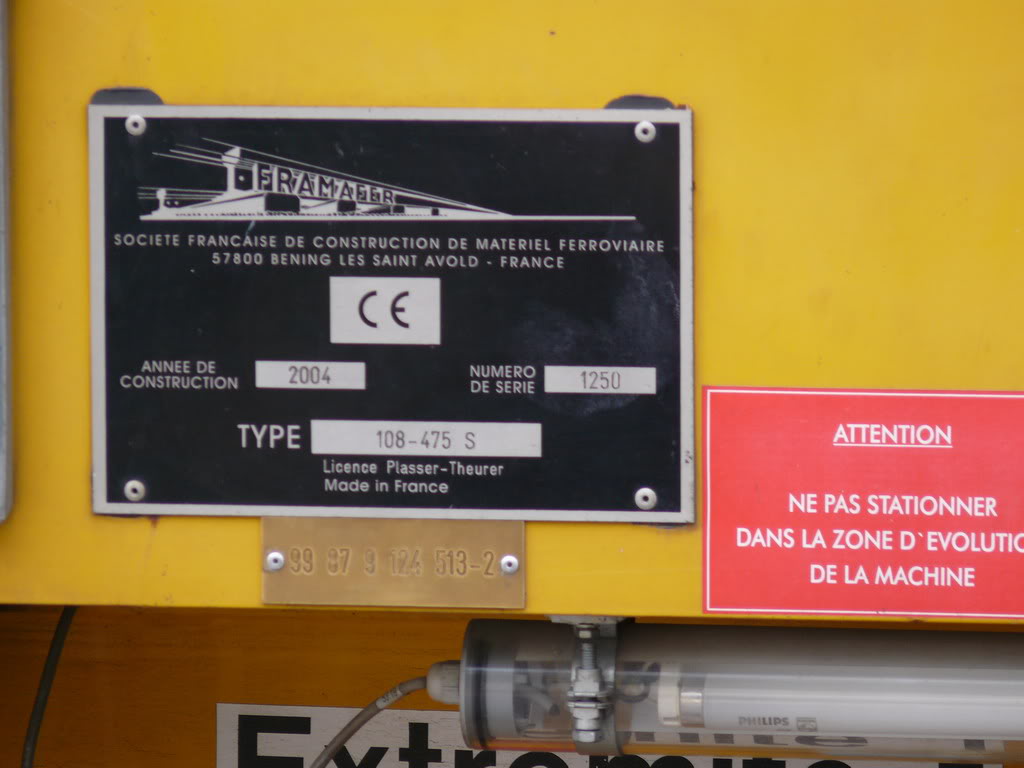 FRAMAFER
SOCIETE FRANCAISE DE CONSTRUCTION DE MATERIEL FERROVIAIRE
57800 BENING LES SAINT AVOLD - FRANCE
CE
ANNEE DE
CONSTRUCTION
2004
NUMERO
DE SERIE
1250
TYPE 108-475 S
Licence Plasser-Theurer
Made in France
99 87 9 124 513-2
ATTENTION
NE PAS STATIONNER
DANS LA ZONE D`EVOLUTIO
DE LA MACHINE
PHILIPS
Extremite